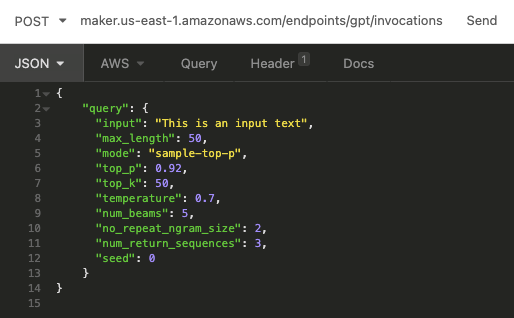 POST maker.us-east-1.amazonaws.com/endpoints/gpt/invocations Send
JSON AWS Query Header 1 Docs
1 {
2 "query": {
3 "input": "This is an input text",
4 "max_length": 50,
5 "mode": "sample-top-p",
6 "top_p": 0.92,
7 "top_k": 50,
8 "temperature": 0.7,
9 "num_beams": 5,
10 "no_repeat_ngram_size": 2,
11 "num_return_sequences": 3,
12 "seed": 0
13 }
14 }
15